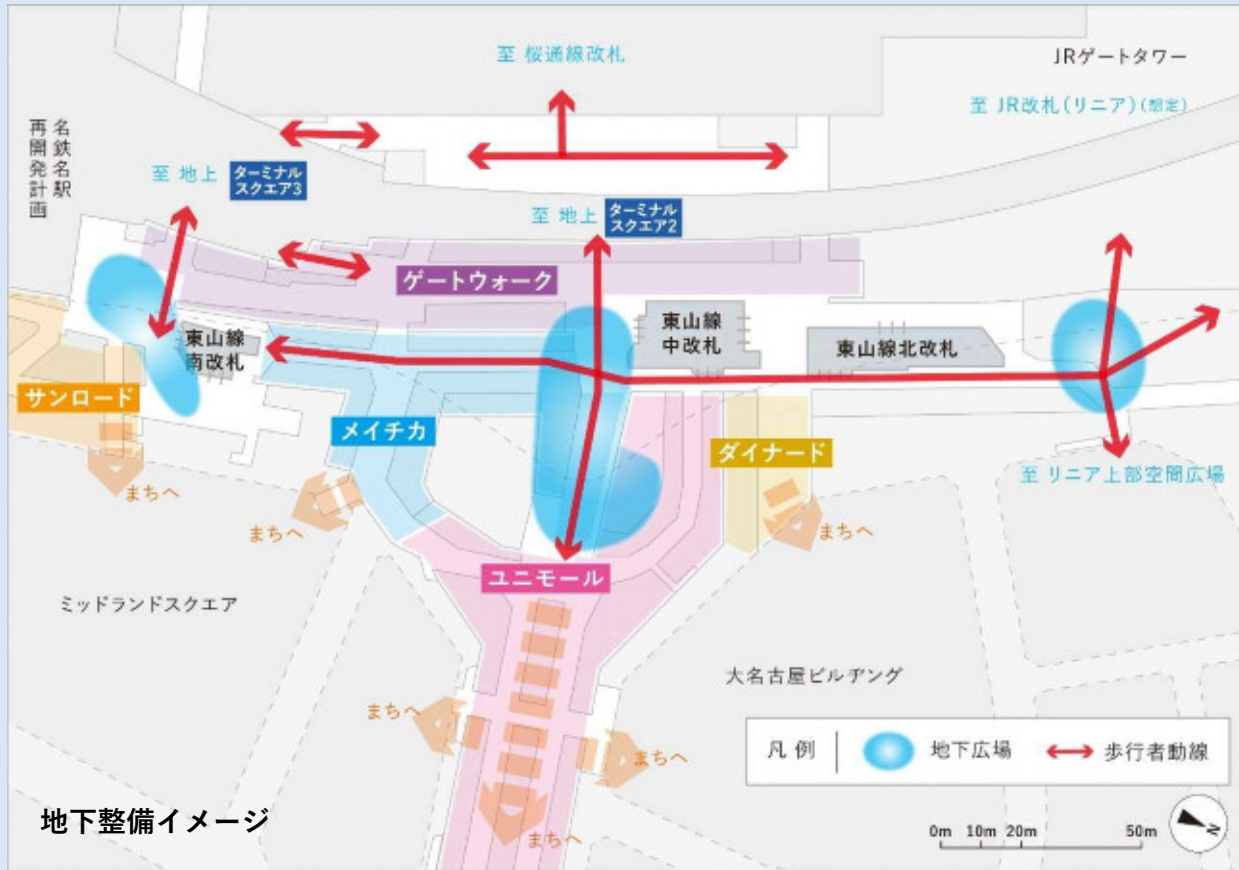 至 桜通線改札
JRゲートタワー
至 JR改札(リニア)(想定)
名鉄名駅
再開発計画
至 地上
ターミナル
スクエア3
至 地上
ターミナル
スクエア2
ゲートウォーク
東山線
南改札
東山線
中改札
東山線北改札
サンロード
メイチカ
ダイナード
至 リニア上部空間広場
まちへ
まちへ
まちへ
ユニモール
ミッドランドスクエア
大名古屋ビルヂング
まちへ
まちへ
まちへ
凡例
地下広場
歩行者動線
地下整備イメージ
0m 10m 20m 50m
N